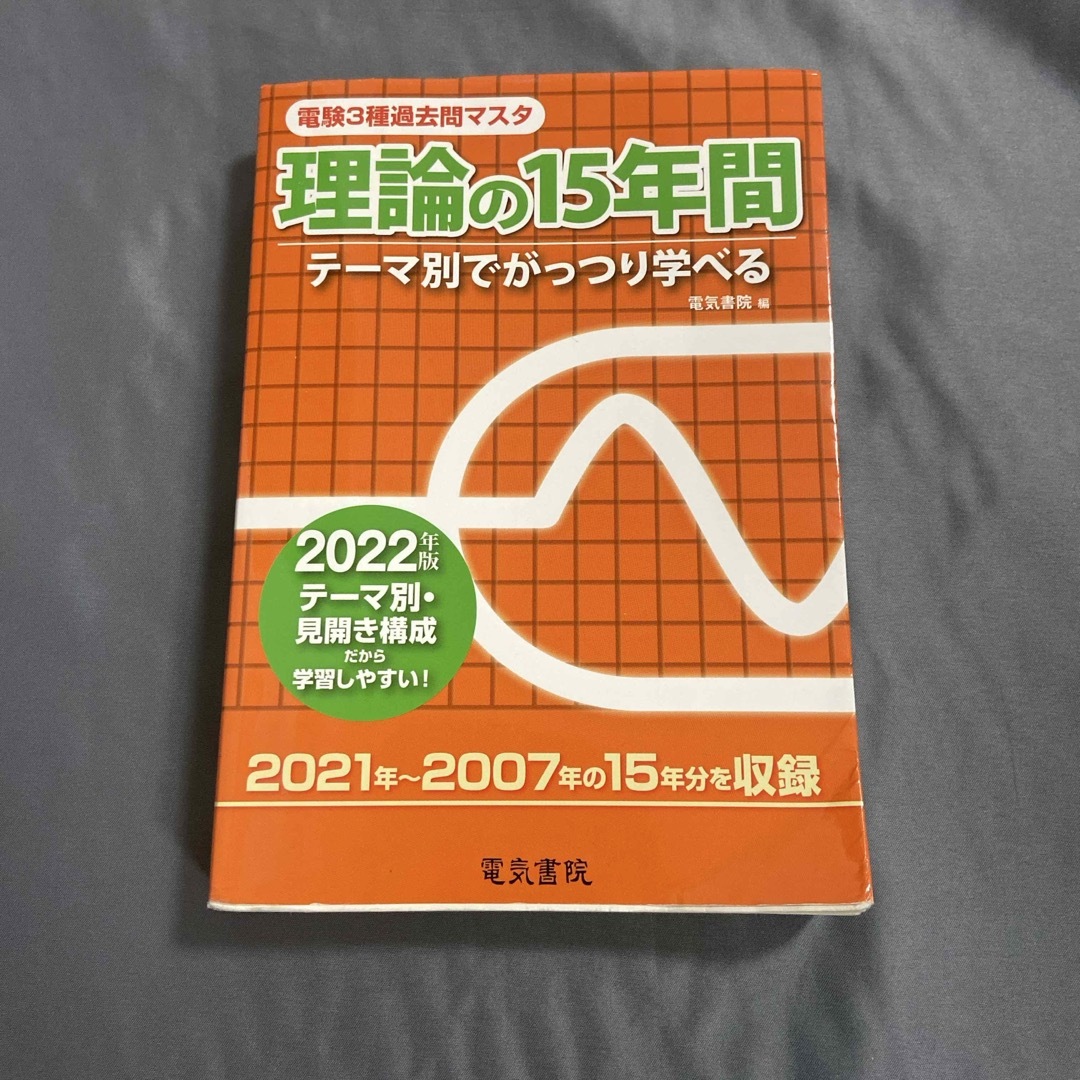 電験3種過去問マスタ
理論の15年間
テーマ別でがっつり学べる
電気書院 編
2022年版
テーマ別・
見開き構成
だから
学習しやすい!
2021年〜2007年の15年分を収録
電気書院